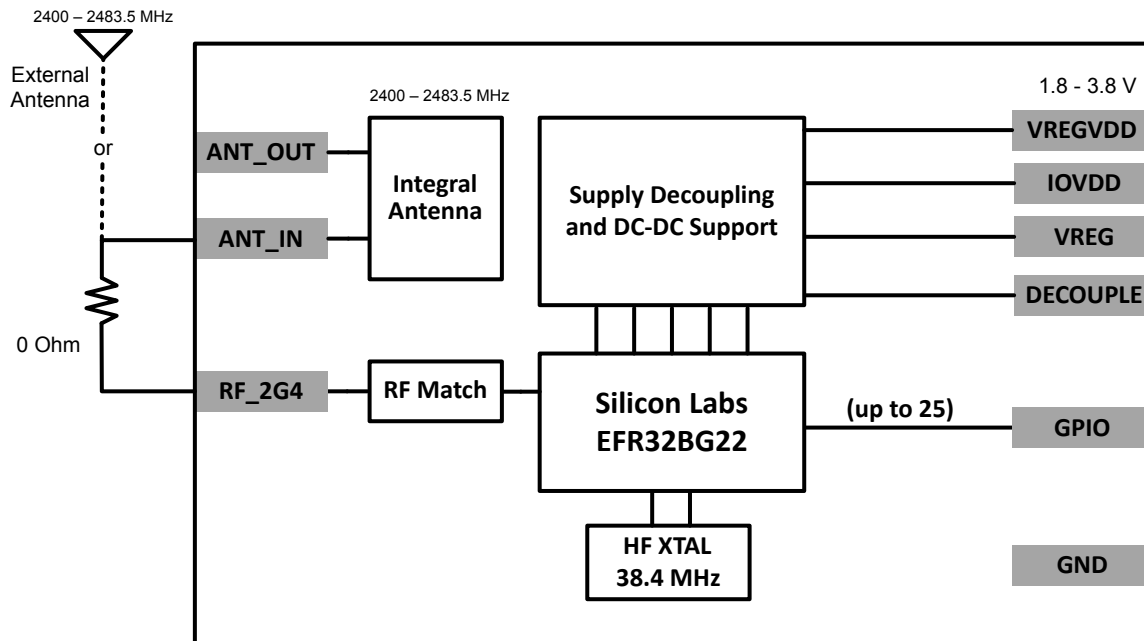 2400 – 2483.5 MHz
External
Antenna
or
0 Ohm
ANT_OUT
ANT_IN
RF_2G4
2400 – 2483.5 MHz
Integral
Antenna
RF Match
Supply Decoupling
and DC-DC Support
Silicon Labs
EFR32BG22
HF XTAL
38.4 MHz
(up to 25)
1.8 - 3.8 V
VREGVDD
IOVDD
VREG
DECOUPLE
GPIO
GND